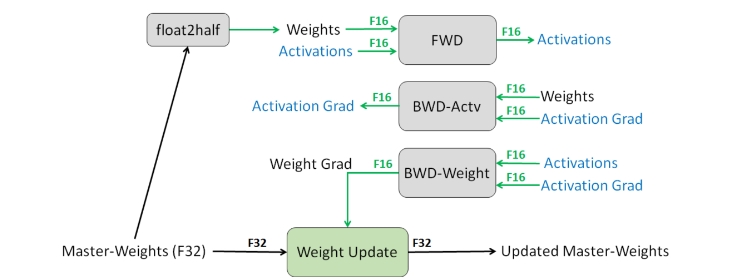 float2half
Weights F16 FWD F16 Activations
Activations F16
Activation Grad F16 BWD-Actv F16 Weights
F16 Activation Grad
Weight Grad F16 BWD-Weight F16 Activations
F16 Activation Grad
Master-Weights (F32) F32 Weight Update F32 Updated Master-Weights